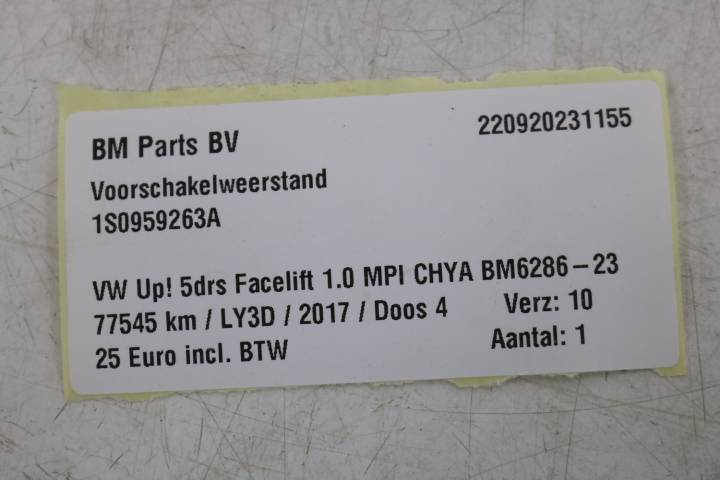 BM Parts BV 220920231155
Voorschakelweerstand
1S0959263A
VW Up! 5drs Facelift 1.0 MPI CHYA BM6286-23
77545 km / LY3D / 2017 / Doos 4 Verz: 10
25 Euro incl. BTW Aantal: 1